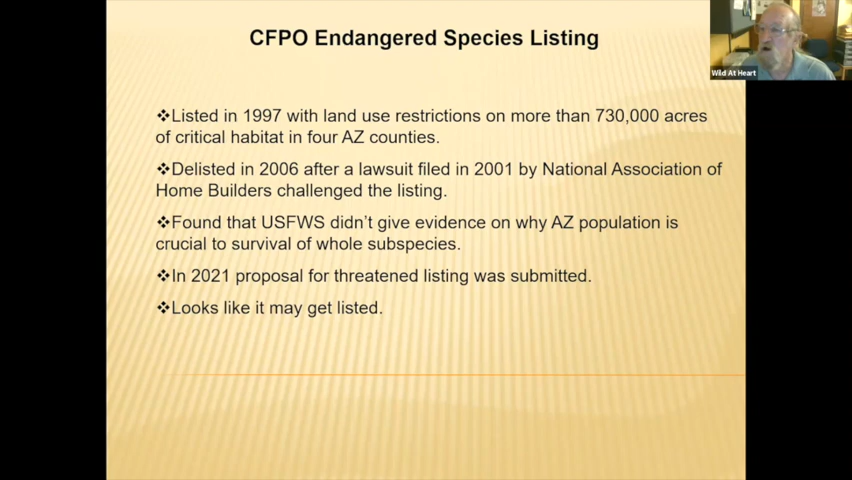 CFPO Endangered Species Listing
Wild At Heart
❖Listed in 1997 with land use restrictions on more than 730,000 acres
of critical habitat in four AZ counties.
❖Delisted in 2006 after a lawsuit filed in 2001 by National Association of
Home Builders challenged the listing.
❖Found that USFWS didn't give evidence on why AZ population is
crucial to survival of whole subspecies.
❖In 2021 proposal for threatened listing was submitted.
❖Looks like it may get listed.